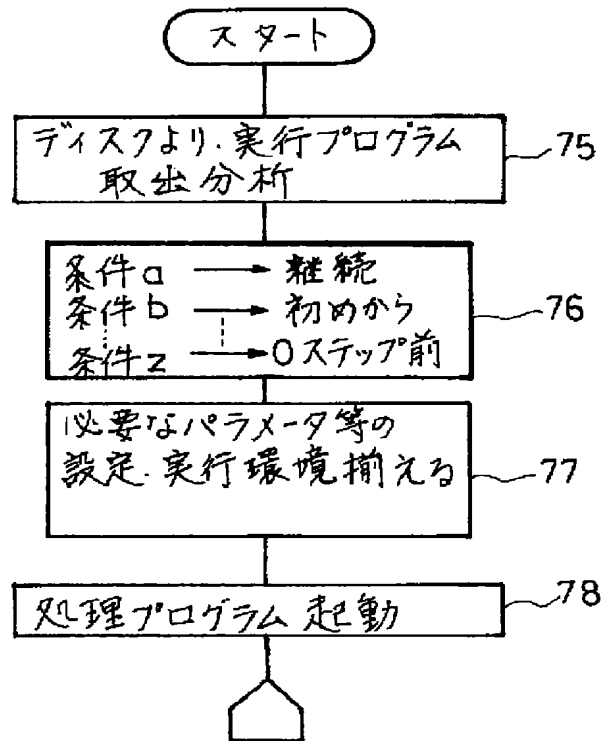 スタート
ディスクより.実行プログラム
取出分析
75
条件a → 継続
条件b → 初めから
条件z → 0ステップ前
76
必要なパラメータ等の
設定.実行環境揃える
77
処理プログラム起動
78